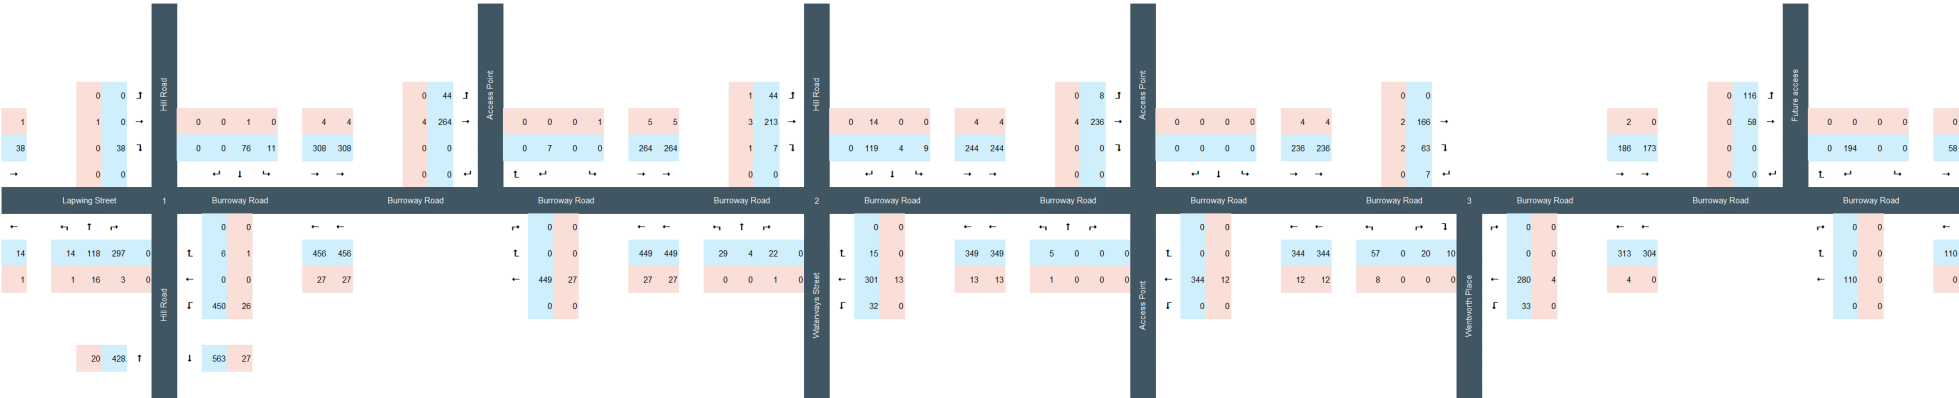 Hill Road
Access Point
Hill Road
Access Point
Future access
0 0 0 44 1 44 0 8 0 0 0 116
1 1 0 0 0 1 0 4 4 4 264 0 0 0 1 5 5 3 213 0 14 0 0 4 4 4 236 0 0 0 0 4 4 2 166 2 0 0 58 0 0 0 0 0
38 0 38 0 0 76 11 308 308 0 0 0 7 0 0 264 264 1 7 0 119 4 9 244 244 0 0 0 0 0 0 236 236 2 63 186 173 0 0 0 194 0 0 58
0 0 0 0 0 0 0 0 0 7 0 0
Lapwing Street 1 Burroway Road Burroway Road Burroway Road Burroway Road 2 Burroway Road Burroway Road Burroway Road Burroway Road 3 Burroway Road Burroway Road Burroway Road
0 0 0 0 0 0 0 0 0 0 0 0
14 14 118 297 0 6 1 456 456 0 0 449 449 29 4 22 0 15 0 349 349 5 0 0 0 0 0 344 344 57 0 20 10 0 0 313 304 0 0 110
1 1 16 3 0 0 0 27 27 449 27 27 27 0 0 1 0 301 13 13 13 1 0 0 0 344 12 12 12 8 0 0 0 280 4 4 0 110 0 0
450 26 0 0 32 0 0 0 33 0 0 0
20 428 563 27
Hill Road
Waterways Street
Access Point
Wentworth Place